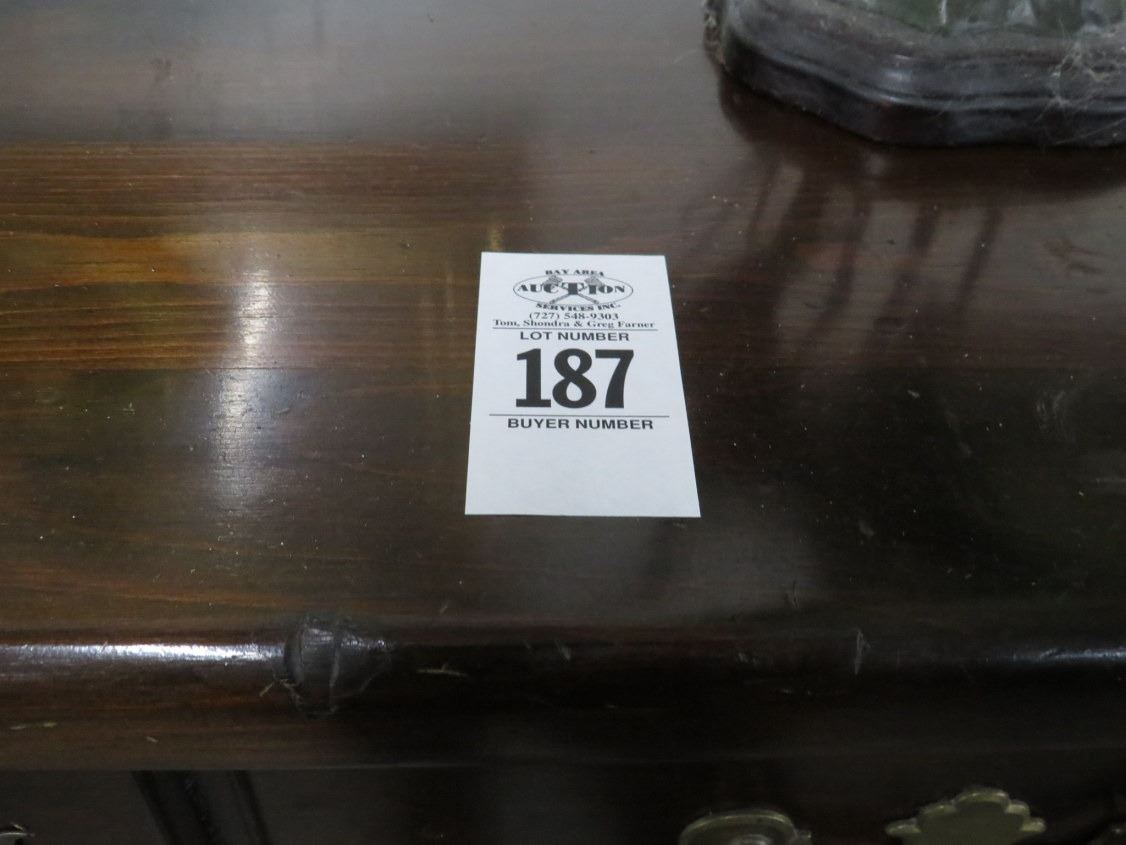 BAY AREA
AUCTION
SERVICES INC.
(727) 548-9303
Tom, Shondra & Greg Farner
LOT NUMBER
187
BUYER NUMBER